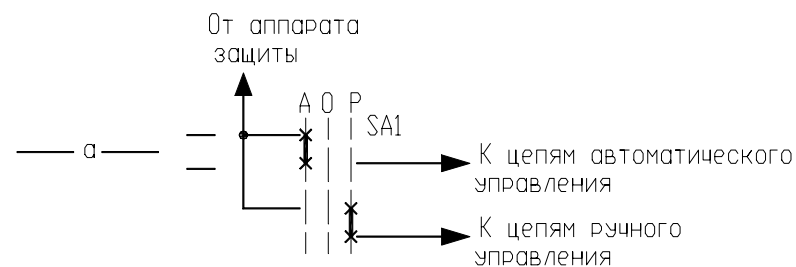 От аппарата
защиты
А О Р
SA1
а
К цепям автоматического
управления
К цепям ручного
управления